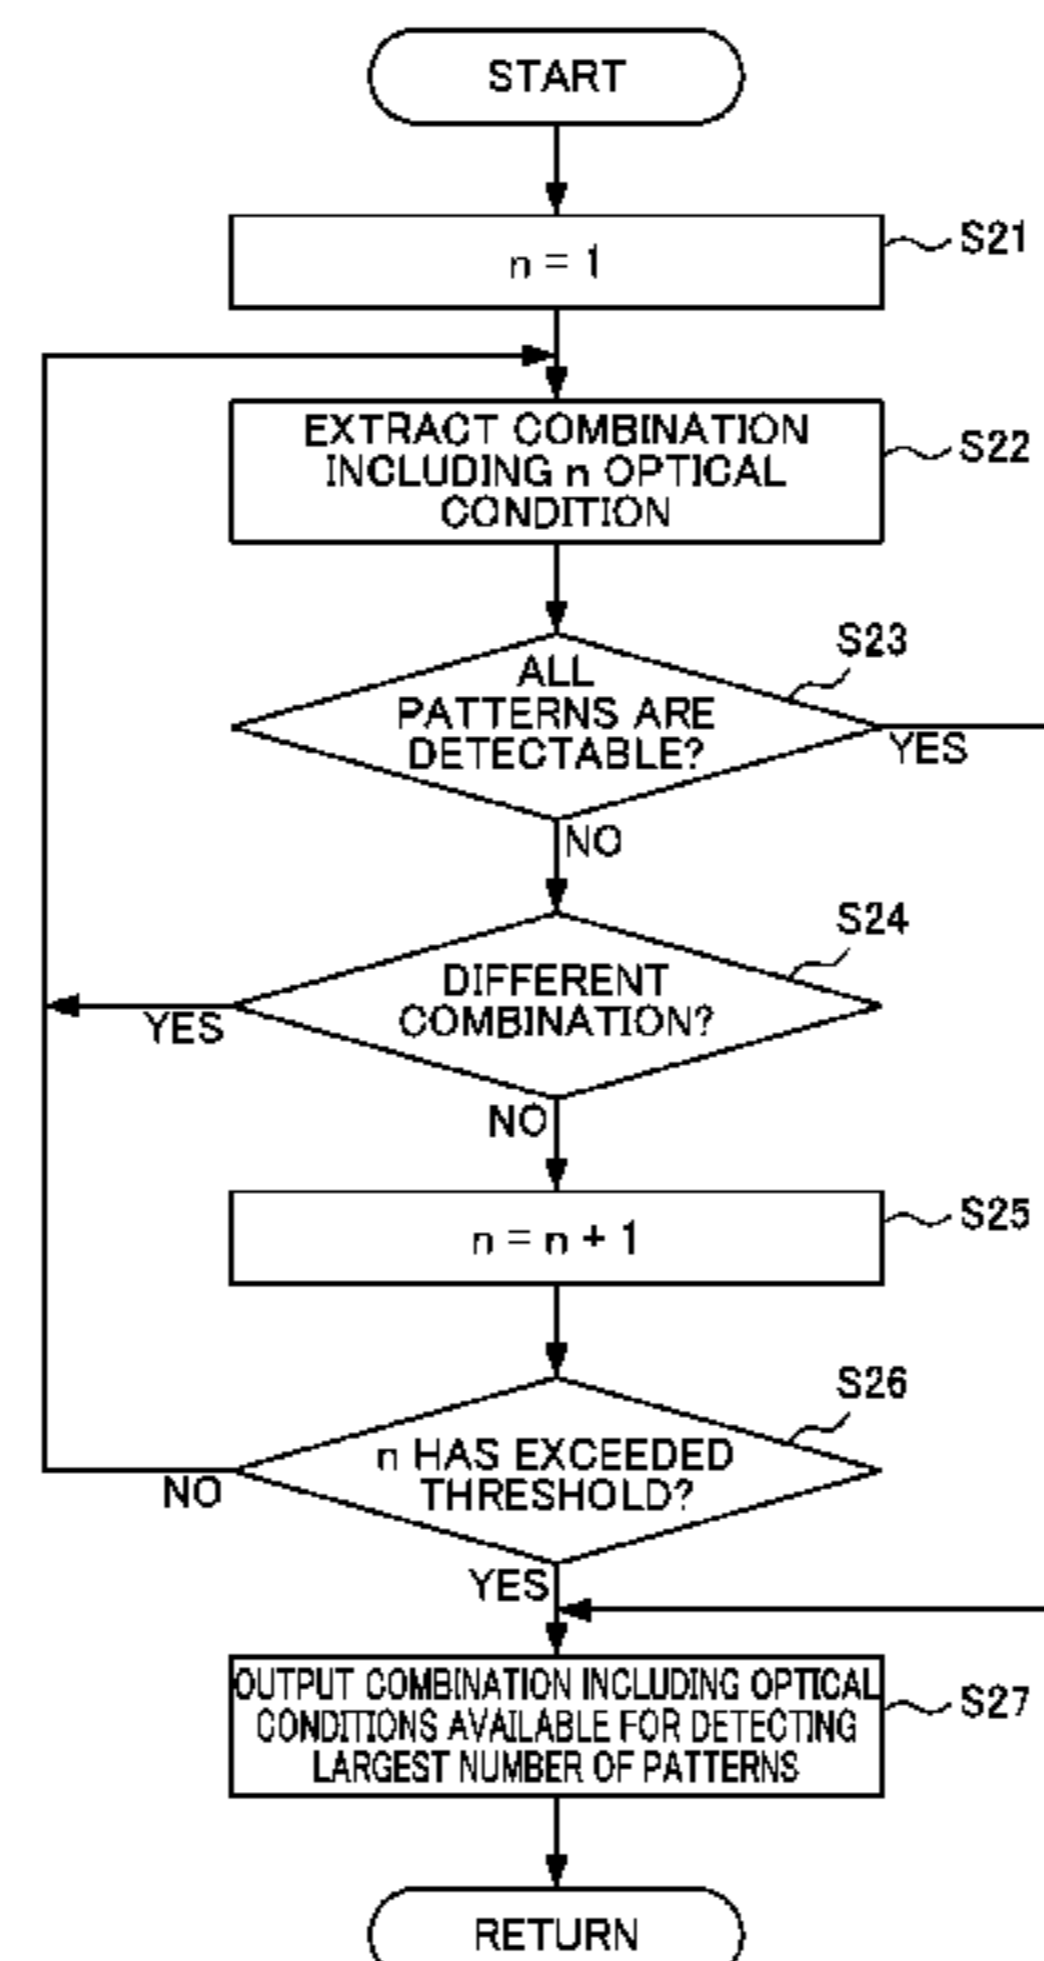 START
n = 1
S21
EXTRACT COMBINATION
INCLUDING n OPTICAL
CONDITION
S22
S23
ALL
PATTERNS ARE
DETECTABLE?
YES
NO
S24
DIFFERENT
COMBINATION?
YES
NO
n = n + 1
S25
S26
n HAS EXCEEDED
THRESHOLD?
NO
YES
OUTPUT COMBINATION INCLUDING OPTICAL
CONDITIONS AVAILABLE FOR DETECTING
LARGEST NUMBER OF PATTERNS
S27
RETURN